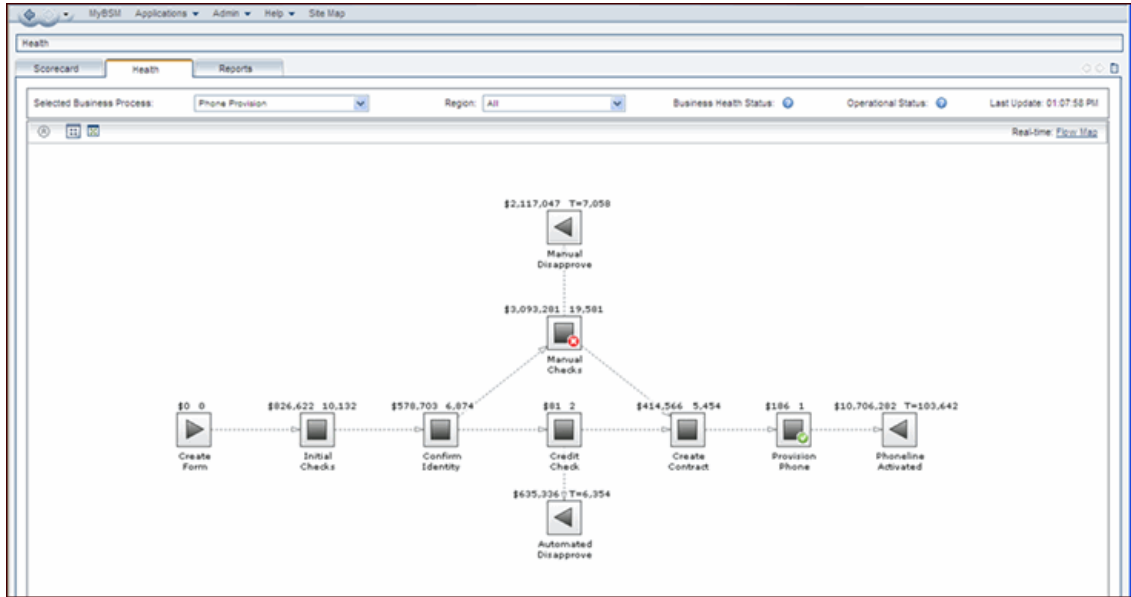 MyBSM Applications Admin Help Site Map
Health
Scorecard Health Reports
Selected Business Process: Phone Provision Region: All Business Health Status: Operational Status: Last Update: 01:07:58 PM
Real-time: Flow Map
$2,117,047 T=7,058
Manual
Disapprove
$3,093,281 19,581
Manual
Checks
$0 0 $826,622 10,132 $578,703 6,874 $81 2 $414,566 5,454 $186 1 $10,706,282 T=103,642
Create Initial Confirm Credit Create Provision Phoneline
Form Checks Identity Check Contract Phone Activated
$635,336 T=6,354
Automated
Disapprove